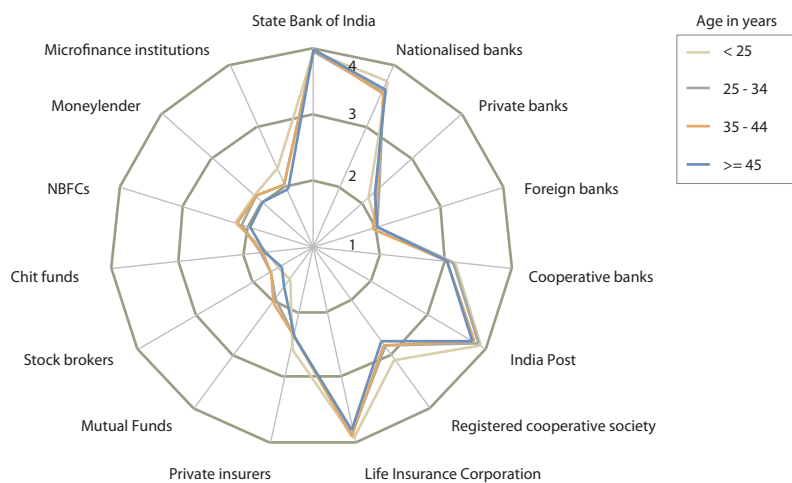 State Bank of India
Age in years
Microfinance institutions
Nationalised banks
< 25
4
25 - 34
Moneylender
Private banks
3
35 - 44
>= 45
2
NBFCs
Foreign banks
1
Chit funds
Cooperative banks
Stock brokers
India Post
Mutual Funds
Registered cooperative society
Private insurers
Life Insurance Corporation